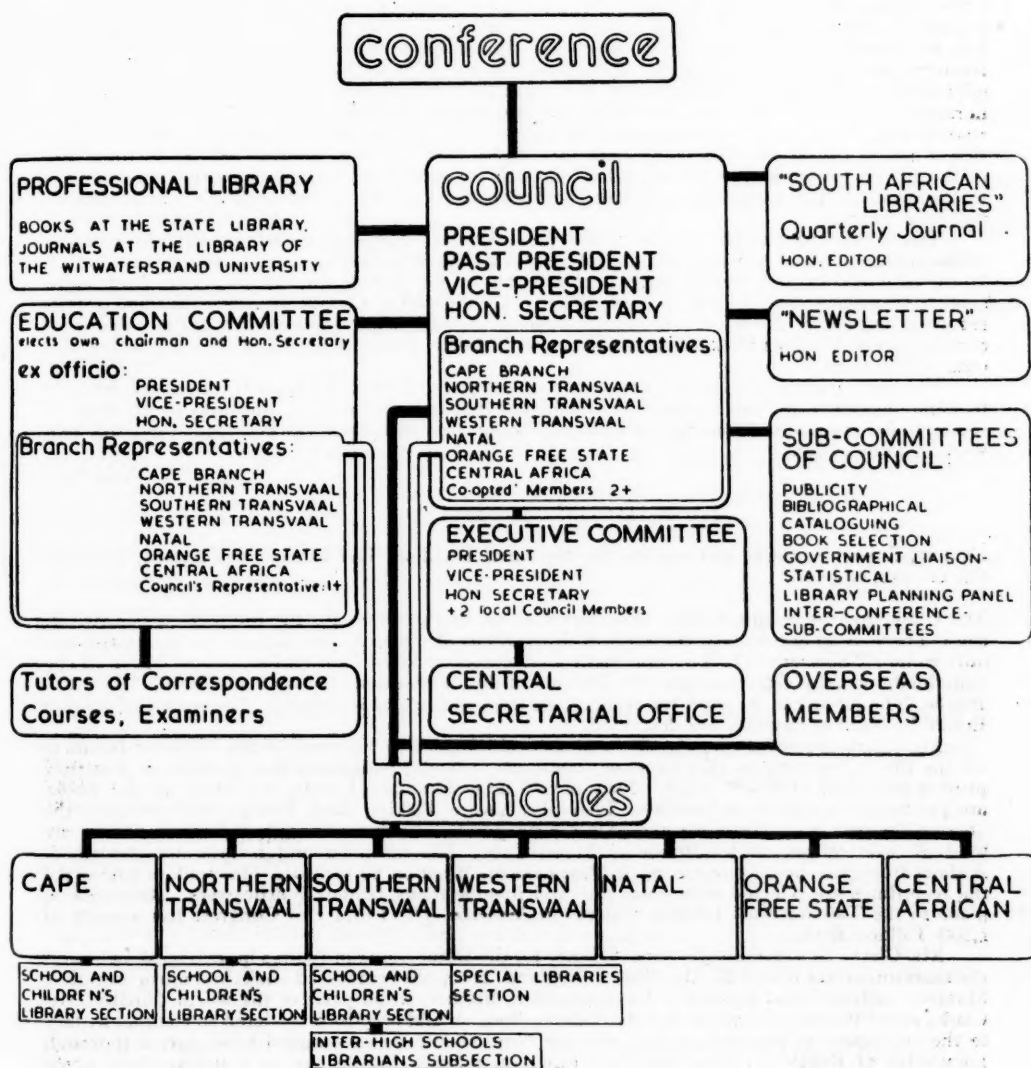 conference
PROFESSIONAL LIBRARY
BOOKS AT THE STATE LIBRARY,
JOURNALS AT THE LIBRARY OF
THE WITWATERSRAND UNIVERSITY
EDUCATION COMMITTEE
elects own chairman and Hon. Secretary
ex officio:
PRESIDENT
VICE-PRESIDENT
HON. SECRETARY
Branch Representatives:
CAPE BRANCH
NORTHERN TRANSVAAL
SOUTHERN TRANSVAAL
WESTERN TRANSVAAL
NATAL
ORANGE FREE STATE
CENTRAL AFRICA
Council's Representative: 1+
Tutors of Correspondence
Courses, Examiners
council
PRESIDENT
PAST PRESIDENT
VICE-PRESIDENT
HON. SECRETARY
Branch Representatives:
CAPE BRANCH
NORTHERN TRANSVAAL
SOUTHERN TRANSVAAL
WESTERN TRANSVAAL
NATAL
ORANGE FREE STATE
CENTRAL AFRICA
Co-opted Members 2+
EXECUTIVE COMMITTEE
PRESIDENT
VICE-PRESIDENT
HON SECRETARY
+ 2 local Council Members
CENTRAL
SECRETARIAL OFFICE
"SOUTH AFRICAN
LIBRARIES"
Quarterly Journal
HON. EDITOR
"NEWSLETTER"
HON EDITOR
SUB-COMMITTEES
OF COUNCIL:
PUBLICITY
BIBLIOGRAPHICAL
CATALOGUING
BOOK SELECTION
GOVERNMENT LIAISON-
STATISTICAL
LIBRARY PLANNING PANEL
INTER-CONFERENCE-
SUB-COMMITTEES
OVERSEAS
MEMBERS
branches
CAPE
SCHOOL AND
CHILDREN'S
LIBRARY SECTION
NORTHERN
TRANSVAAL
SCHOOL AND
CHILDREN'S
LIBRARY SECTION
SOUTHERN
TRANSVAAL
SCHOOL AND
CHILDREN'S
LIBRARY SECTION
INTER-HIGH SCHOOLS
LIBRARIANS SUBSECTION
WESTERN
TRANSVAAL
SPECIAL LIBRARIES
SECTION
NATAL
ORANGE
FREE STATE
CENTRAL
AFRICAN